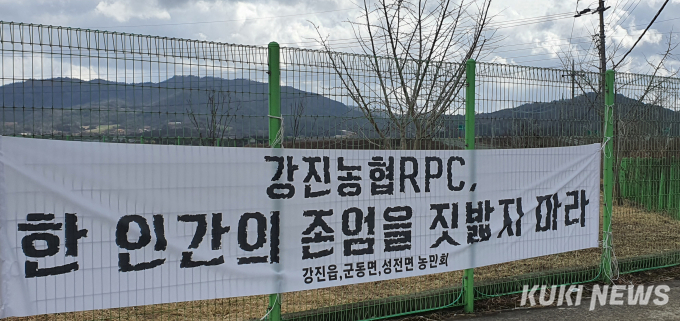 강진농협RPC,
한 인간의 존엄을 짓밟지 마라
강진읍,군동면,성전면 농민회
KUKI NEWS